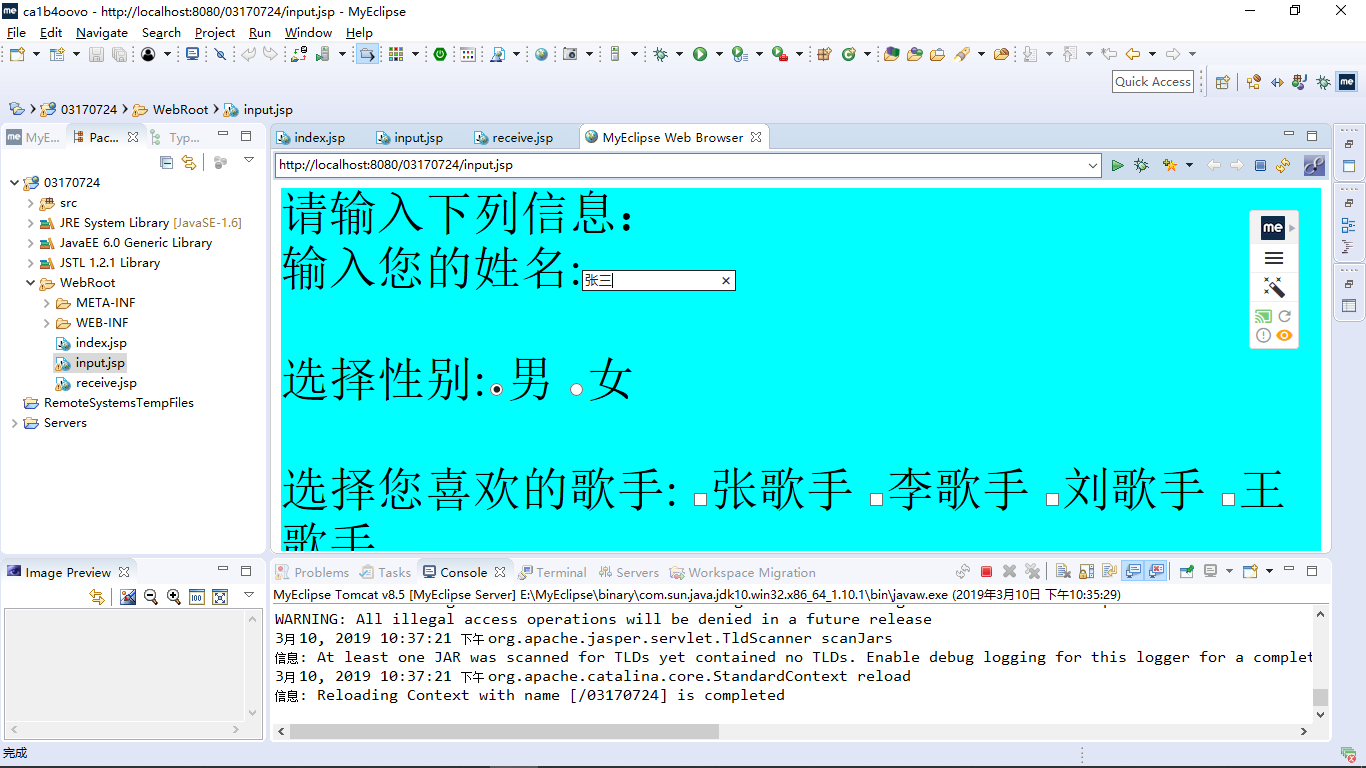 ca1b4oovo - http://localhost:8080/03170724/input.jsp - MyEclipse
File Edit Navigate Search Project Run Window Help
Quick Access
03170724 WebRoot input.jsp
MyE... Pac... Typ...
index.jsp input.jsp receive.jsp MyEclipse Web Browser
http://localhost:8080/03170724/input.jsp
03170724
src
JRE System Library [JavaSE-1.6]
JavaEE 6.0 Generic Library
JSTL 1.2.1 Library
WebRoot
META-INF
WEB-INF
index.jsp
input.jsp
receive.jsp
RemoteSystemsTempFiles
Servers
请输入下列信息：
输入您的姓名:张三
选择性别: 男 女
选择您喜欢的歌手: 张歌手 李歌手 刘歌手 王
歌手
me
Image Preview
Problems Tasks Console Terminal Servers Workspace Migration
MyEclipse Tomcat v8.5 [MyEclipse Server] E:\MyEclipse\binary\com.sun.java.jdk10.win32.x86_64_1.10.1\bin\javaw.exe (2019年3月10日 下午10:35:29)
WARNING: All illegal access operations will be denied in a future release
3月 10, 2019 10:37:21 下午 org.apache.jasper.servlet.TldScanner scanJars
信息: At least one JAR was scanned for TLDs yet contained no TLDs. Enable debug logging for this logger for a complet
3月 10, 2019 10:37:21 下午 org.apache.catalina.core.StandardContext reload
信息: Reloading Context with name [/03170724] is completed
完成